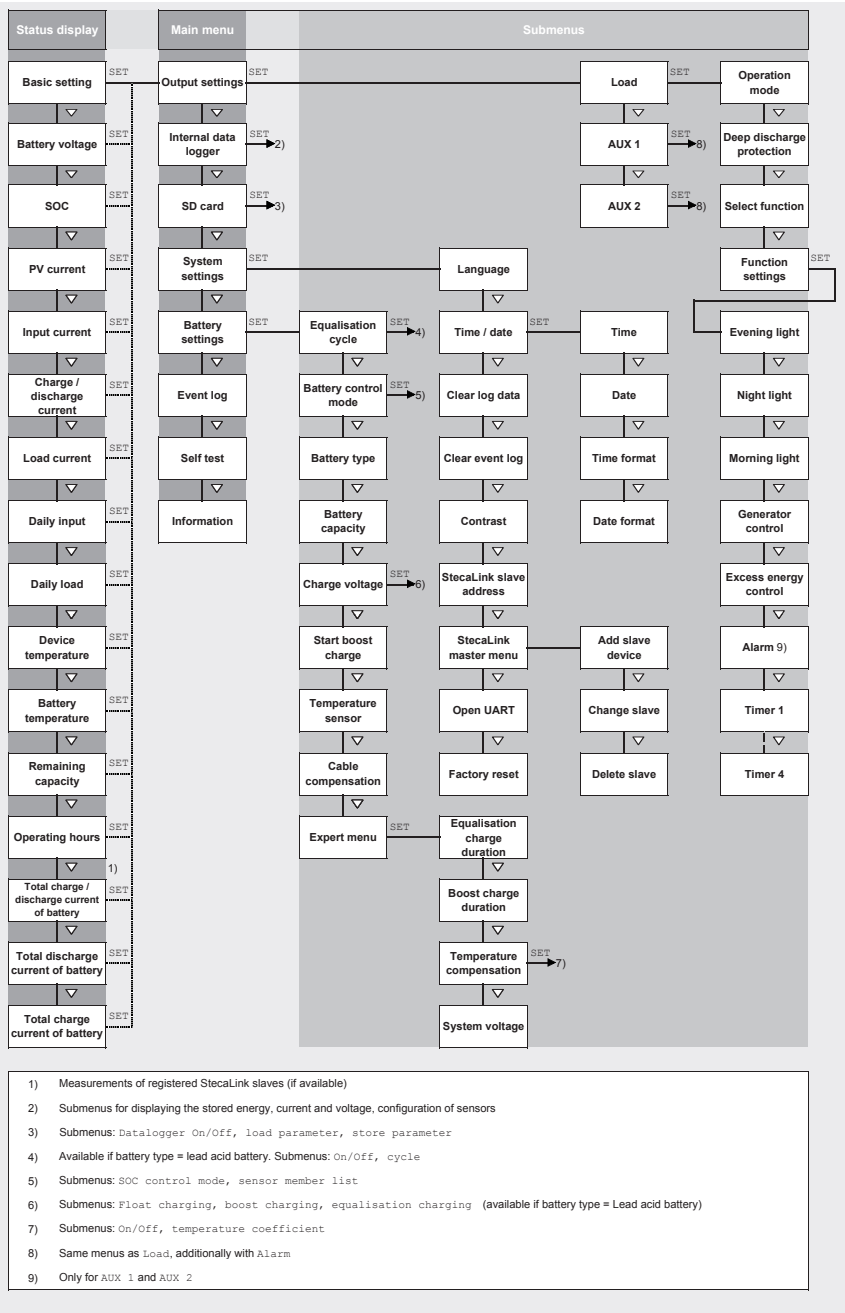 Status display
Main menu
Submenus
Basic setting
SET
Output settings
SET
Load
SET
Operation
mode
Battery voltage
SET
Internal data
logger
SET
2)
AUX 1
SET
8)
Deep discharge
protection
SOC
SET
SD card
SET
3)
AUX 2
SET
8)
Select function
PV current
SET
System
settings
SET
Language
Function
settings
SET
Input current
SET
Battery
settings
SET
Equalisation
cycle
SET
4)
Time / date
SET
Time
Evening light
Charge /
discharge
current
SET
Event log
Battery control
mode
SET
5)
Clear log data
Date
Night light
Load current
SET
Self test
Battery type
Clear event log
Time format
Morning light
Daily input
SET
Information
Battery
capacity
Contrast
Date format
Generator
control
Daily load
SET
Charge voltage
SET
6)
StecaLink slave
address
Excess energy
control
Device
temperature
SET
Start boost
charge
StecaLink
master menu
Add slave
device
Alarm 9)
Battery
temperature
SET
Temperature
sensor
Open UART
Change slave
Timer 1
Remaining
capacity
SET
Cable
compensation
Factory reset
Delete slave
Timer 4
Operating hours
SET
Expert menu
SET
Equalisation
charge
duration
1)
Total charge /
discharge current
of battery
SET
Boost charge
duration
Total discharge
current of battery
SET
Temperature
compensation
SET
7)
Total charge
current of battery
SET
System voltage
1) Measurements of registered StecaLink slaves (if available)
2) Submenus for displaying the stored energy, current and voltage, configuration of sensors
3) Submenus: Datalogger On/Off, load parameter, store parameter
4) Available if battery type = lead acid battery. Submenus: On/Off, cycle
5) Submenus: SOC control mode, sensor member list
6) Submenus: Float charging, boost charging, equalisation charging (available if battery type = Lead acid battery)
7) Submenus: On/Off, temperature coefficient
8) Same menus as Load, additionally with Alarm
9) Only for AUX 1 and AUX 2